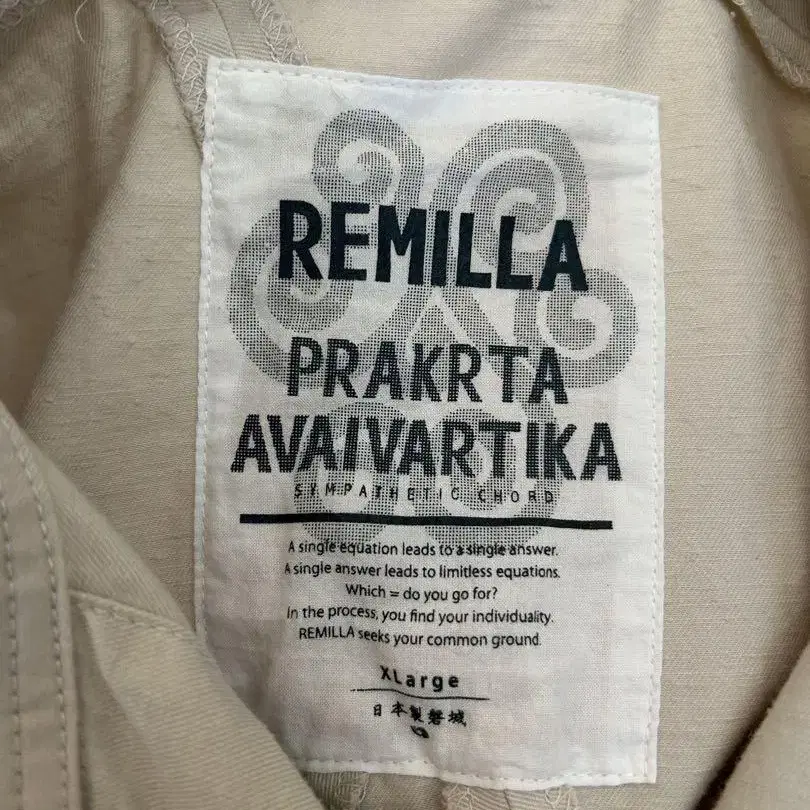 REMILLA
PRAKRTA
AVAIVARTIKA
SYMPATHETIC CHORD
A single equation leads to a single answer.
A single answer leads to limitless equations.
Which = do you go for?
In the process, you find your individuality.
REMILLA seeks your common ground.
XLarge
日本製磐城